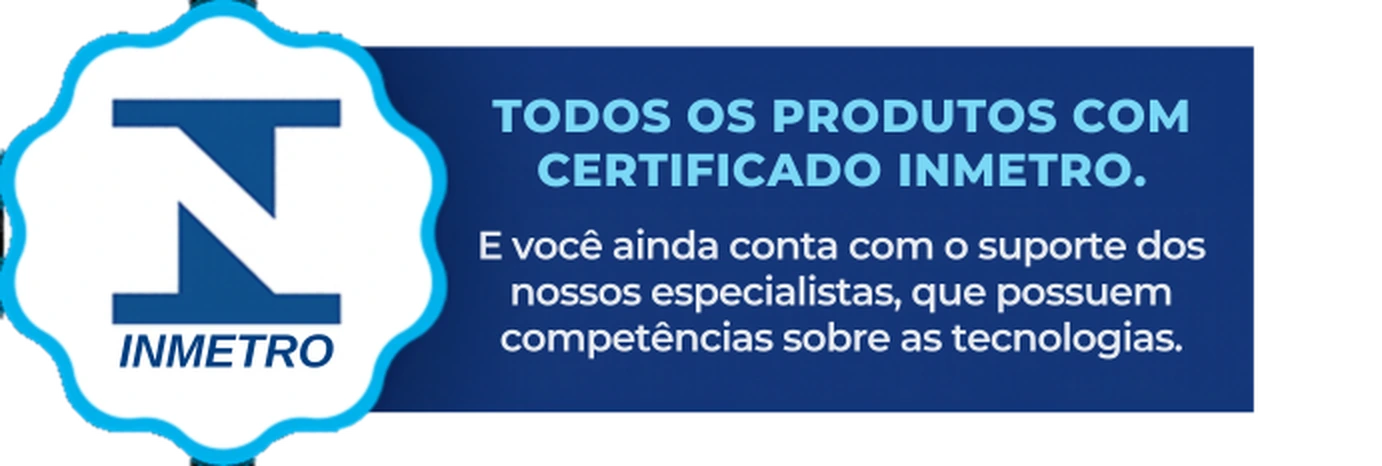 INMETRO
TODOS OS PRODUTOS COM
CERTIFICADO INMETRO.
E você ainda conta com o suporte dos
nossos especialistas, que possuem
competências sobre as tecnologias.